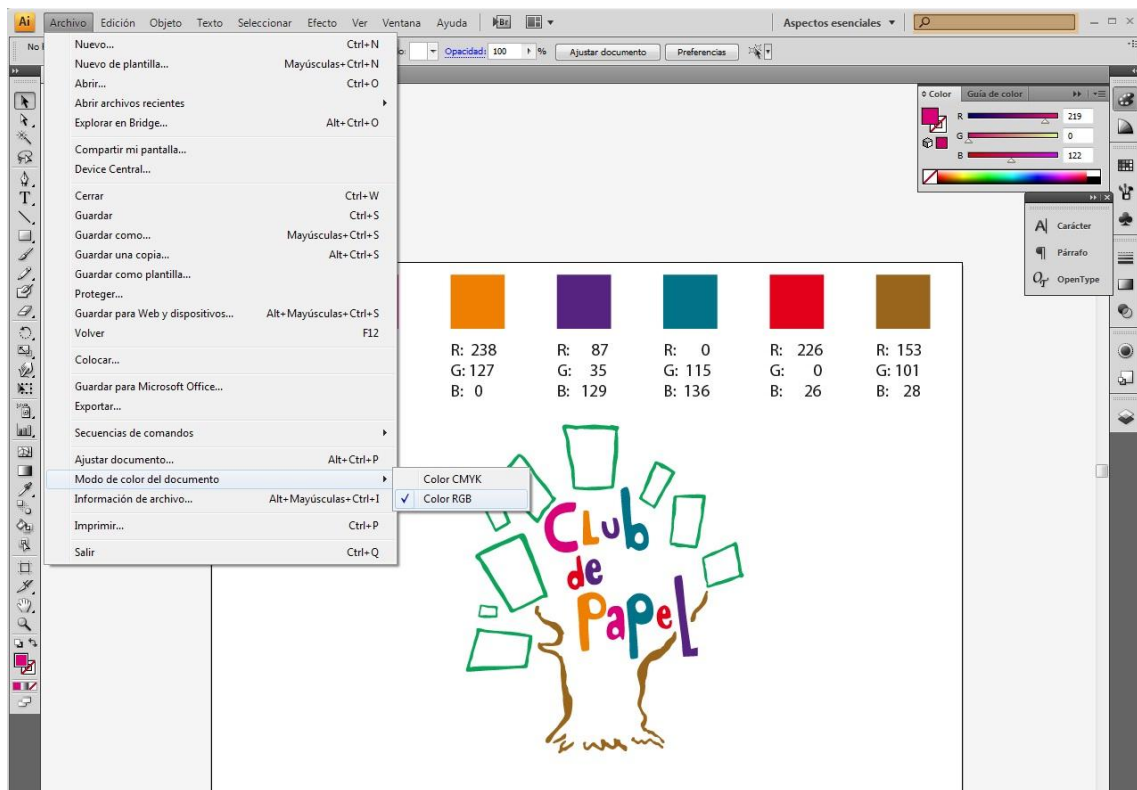 Ai Archivo Edición Objeto Texto Seleccionar Efecto Ver Ventana Ayuda Br Aspectos esenciales
Opacidad: 100 % Ajustar documento Preferencias
Nuevo... Ctrl+N
Nuevo de plantilla... Mayúsculas+Ctrl+N
Abrir... Ctrl+O
Abrir archivos recientes
Explorar en Bridge... Alt+Ctrl+O
Compartir mi pantalla...
Device Central...
Cerrar Ctrl+W
Guardar Ctrl+S
Guardar como... Mayúsculas+Ctrl+S
Guardar una copia... Alt+Ctrl+S
Guardar como plantilla...
Proteger...
Guardar para Web y dispositivos... Alt+Mayúsculas+Ctrl+S
Volver F12
Colocar...
Guardar para Microsoft Office...
Exportar...
Secuencias de comandos
Ajustar documento... Alt+Ctrl+P
Modo de color del documento
Información de archivo... Alt+Mayúsculas+Ctrl+I
Imprimir... Ctrl+P
Salir Ctrl+Q
Color CMYK
✓ Color RGB
Color Guía de color
R 219
G 0
B 122
Carácter
Párrafo
OpenType
R: 238 R: 87 R: 0 R: 226 R: 153
G: 127 G: 35 G: 115 G: 0 G: 101
B: 0 B: 129 B: 136 B: 26 B: 28
Club
de
Papel